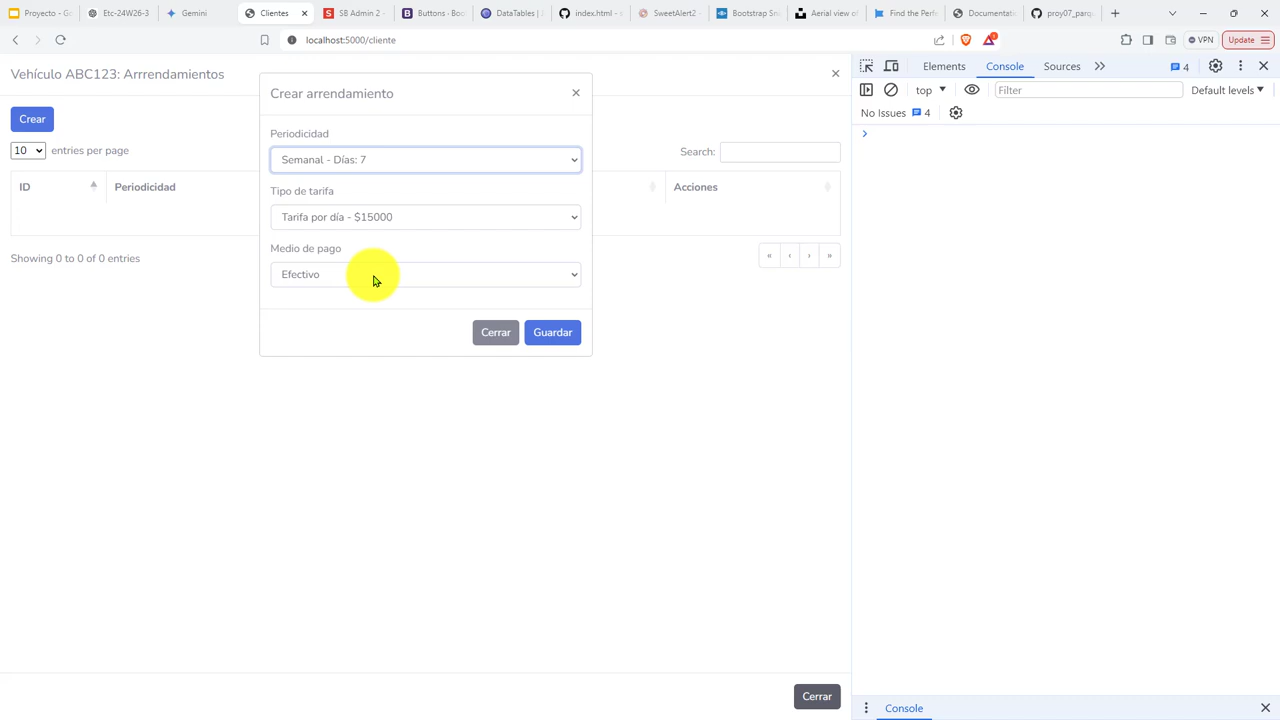 Proyecto - G
Etc-24W26-3
Gemini
Clientes
SB Admin 2 -
Buttons - Boo
DataTables |
index.html - s
SweetAlert2 -
Bootstrap Sn
Aerial view of
Find the Perfe
Documentati
proy07_parq
localhost:5000/cliente
VPN
Update
Vehículo ABC123: Arrrendamientos
Crear
10 entries per page
Search:
ID
Periodicidad
Acciones
Showing 0 to 0 of 0 entries
« ‹ › »
Crear arrendamiento
Periodicidad
Semanal - Días: 7
Tipo de tarifa
Tarifa por día - $15000
Medio de pago
Efectivo
Cerrar
Guardar
Cerrar
Elements
Console
Sources
4
top
Filter
Default levels
No Issues
4
Console